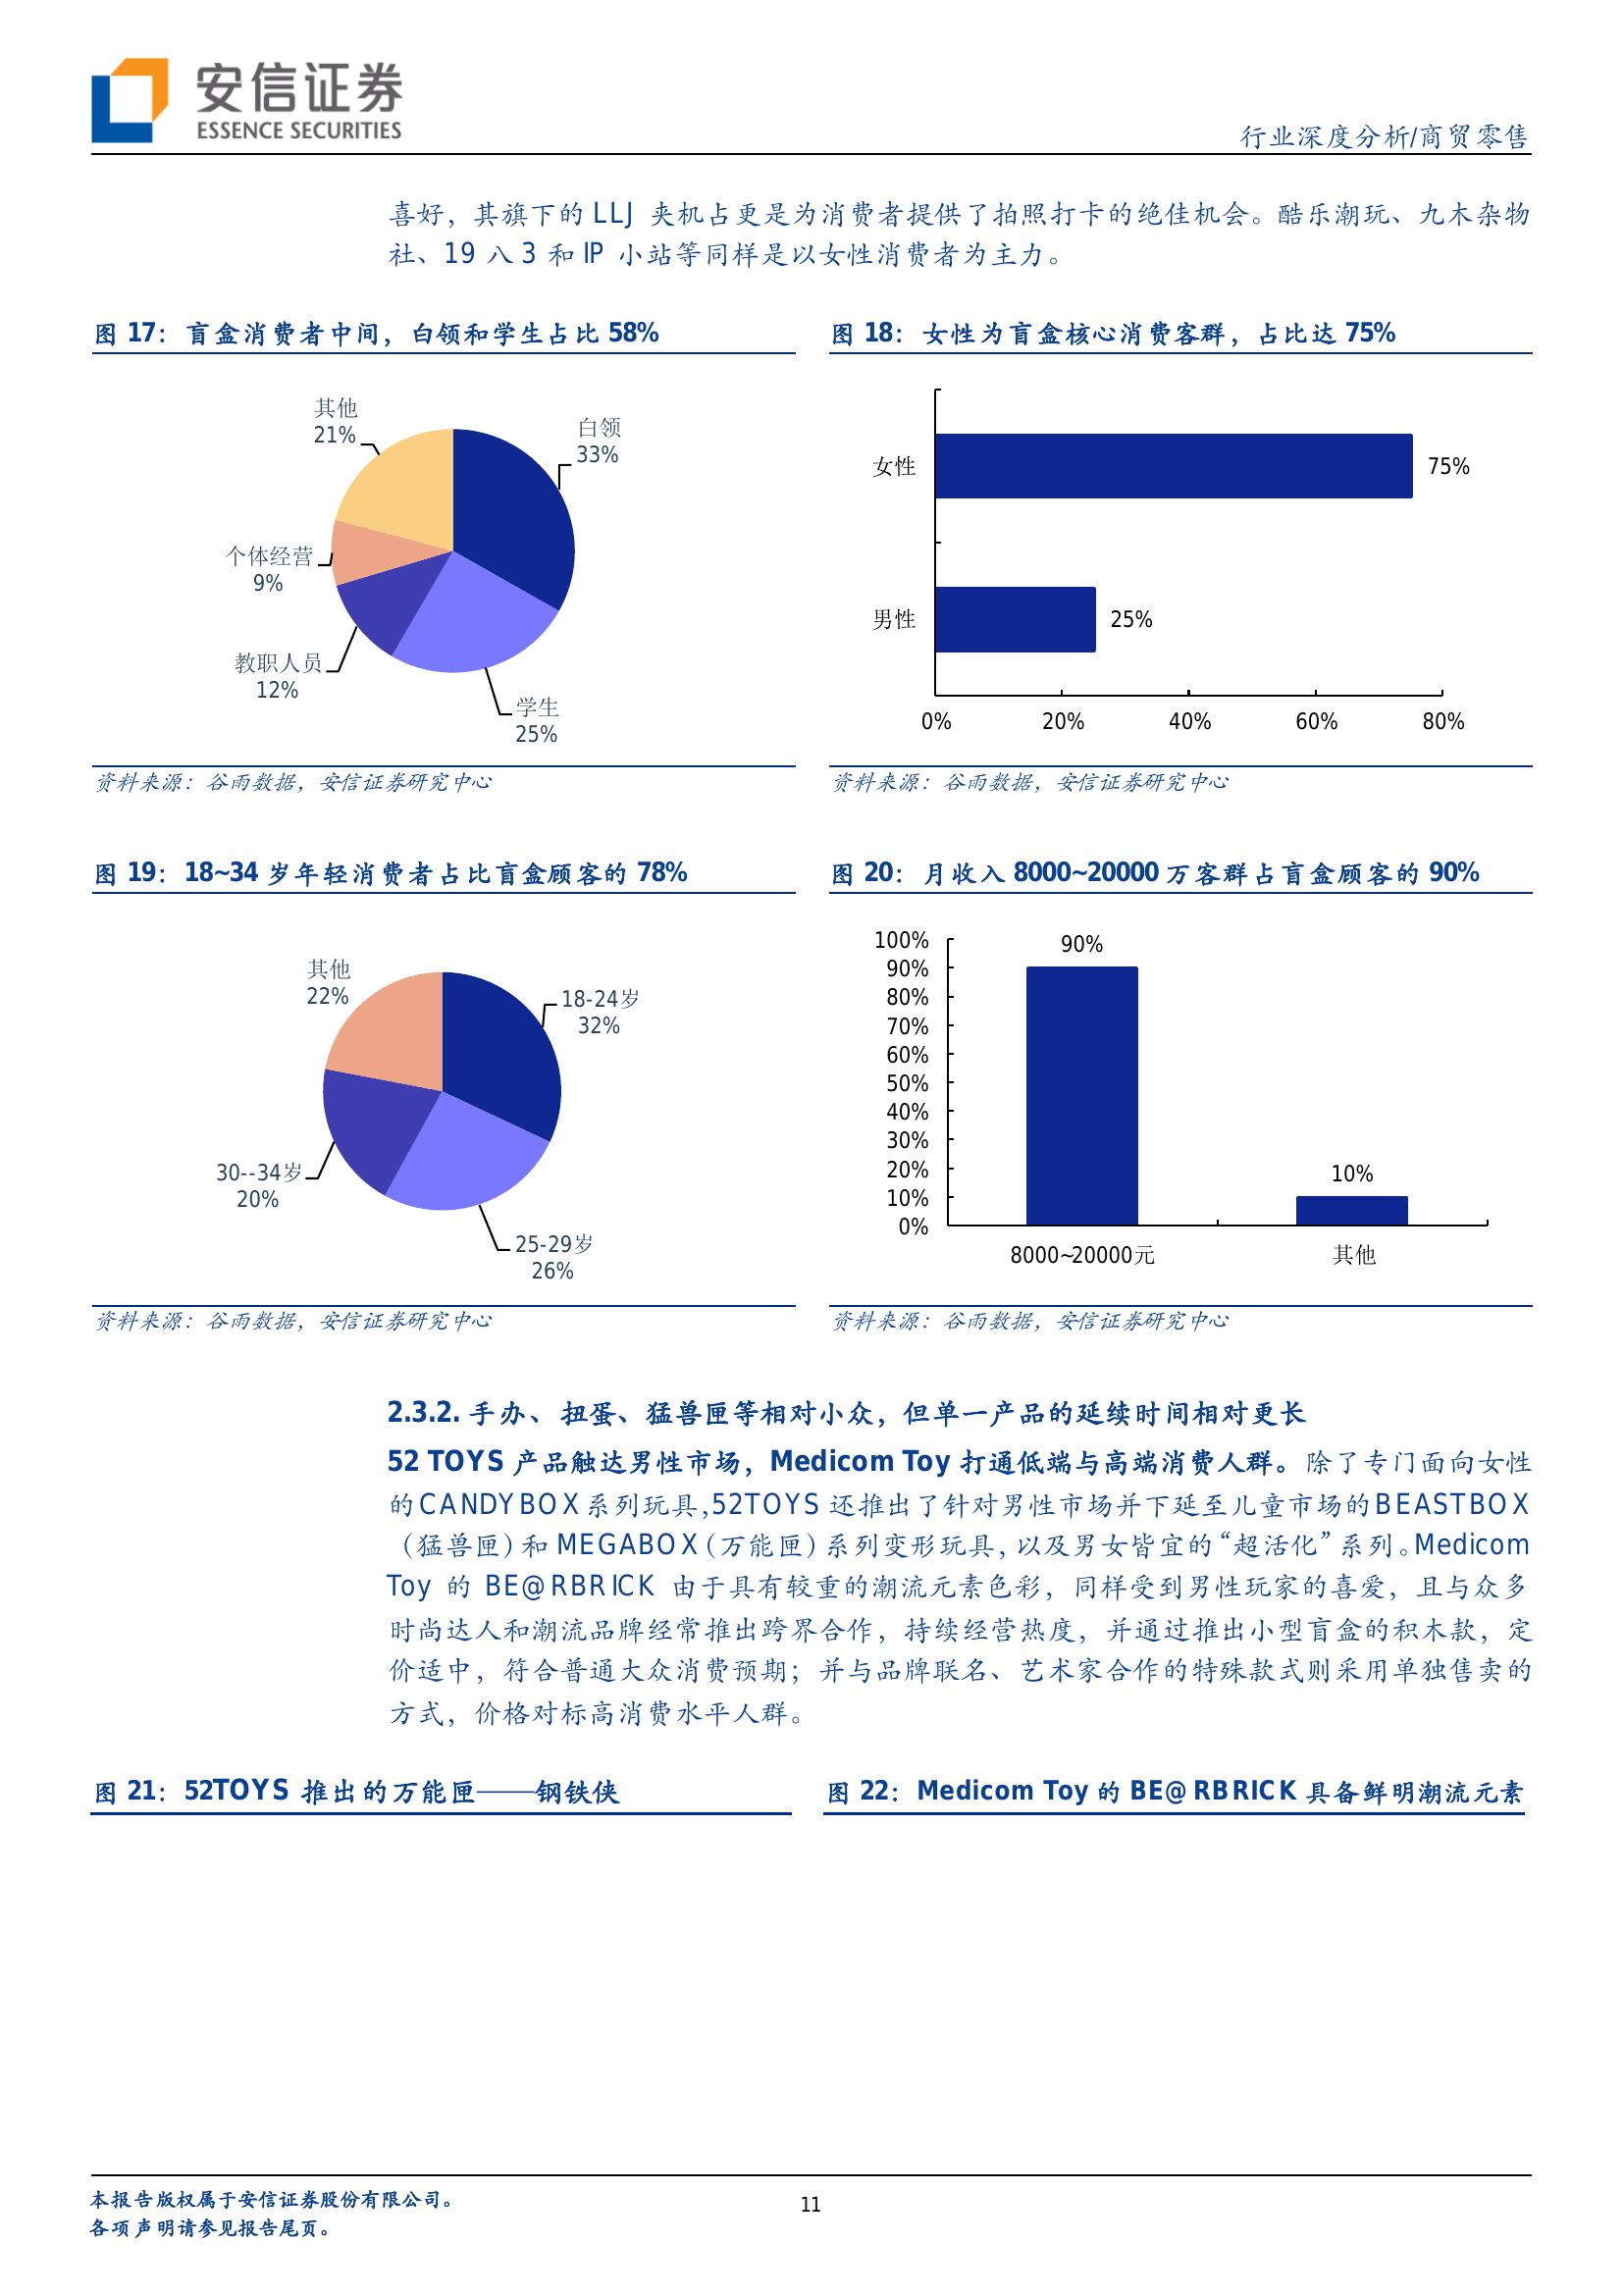 安信证券
ESSENCE SECURITIES
行业深度分析/商贸零售
喜好，其旗下的 LLJ 夹机占更是为消费者提供了拍照打卡的绝佳机会。酷乐潮玩、九木杂物
社、19 八 3 和 IP 小站等同样是以女性消费者为主力。
图 17：盲盒消费者中间，白领和学生占比 58%
其他
21%
白领
33%
个体经营
9%
教职人员
12%
学生
25%
资料来源：谷雨数据，安信证券研究中心
图 18：女性为盲盒核心消费客群，占比达 75%
女性
75%
男性
25%
0% 20% 40% 60% 80%
资料来源：谷雨数据，安信证券研究中心
图 19：18~34 岁年轻消费者占比盲盒顾客的 78%
其他
22%
18-24岁
32%
30--34岁
20%
25-29岁
26%
资料来源：谷雨数据，安信证券研究中心
图 20：月收入 8000~20000 万客群占盲盒顾客的 90%
100%
90%
80%
70%
60%
50%
40%
30%
20%
10%
0%
90%
10%
8000~20000元 其他
资料来源：谷雨数据，安信证券研究中心
2.3.2. 手办、扭蛋、猛兽匣等相对小众，但单一产品的延续时间相对更长
52 TOYS 产品触达男性市场，Medicom Toy 打通低端与高端消费人群。除了专门面向女性
的 CANDYBOX 系列玩具,52TOYS 还推出了针对男性市场并下延至儿童市场的 BEASTBOX
（猛兽匣）和 MEGABOX（万能匣）系列变形玩具，以及男女皆宜的“超活化”系列。Medicom
Toy 的 BE@RBRICK 由于具有较重的潮流元素色彩，同样受到男性玩家的喜爱，且与众多
时尚达人和潮流品牌经常推出跨界合作，持续经营热度，并通过推出小型盲盒的积木款，定
价适中，符合普通大众消费预期；并与品牌联名、艺术家合作的特殊款式则采用单独售卖的
方式，价格对标高消费水平人群。
图 21：52TOYS 推出的万能匣——钢铁侠
图 22：Medicom Toy 的 BE@RBRICK 具备鲜明潮流元素
本报告版权属于安信证券股份有限公司。
各项声明请参见报告尾页。
11